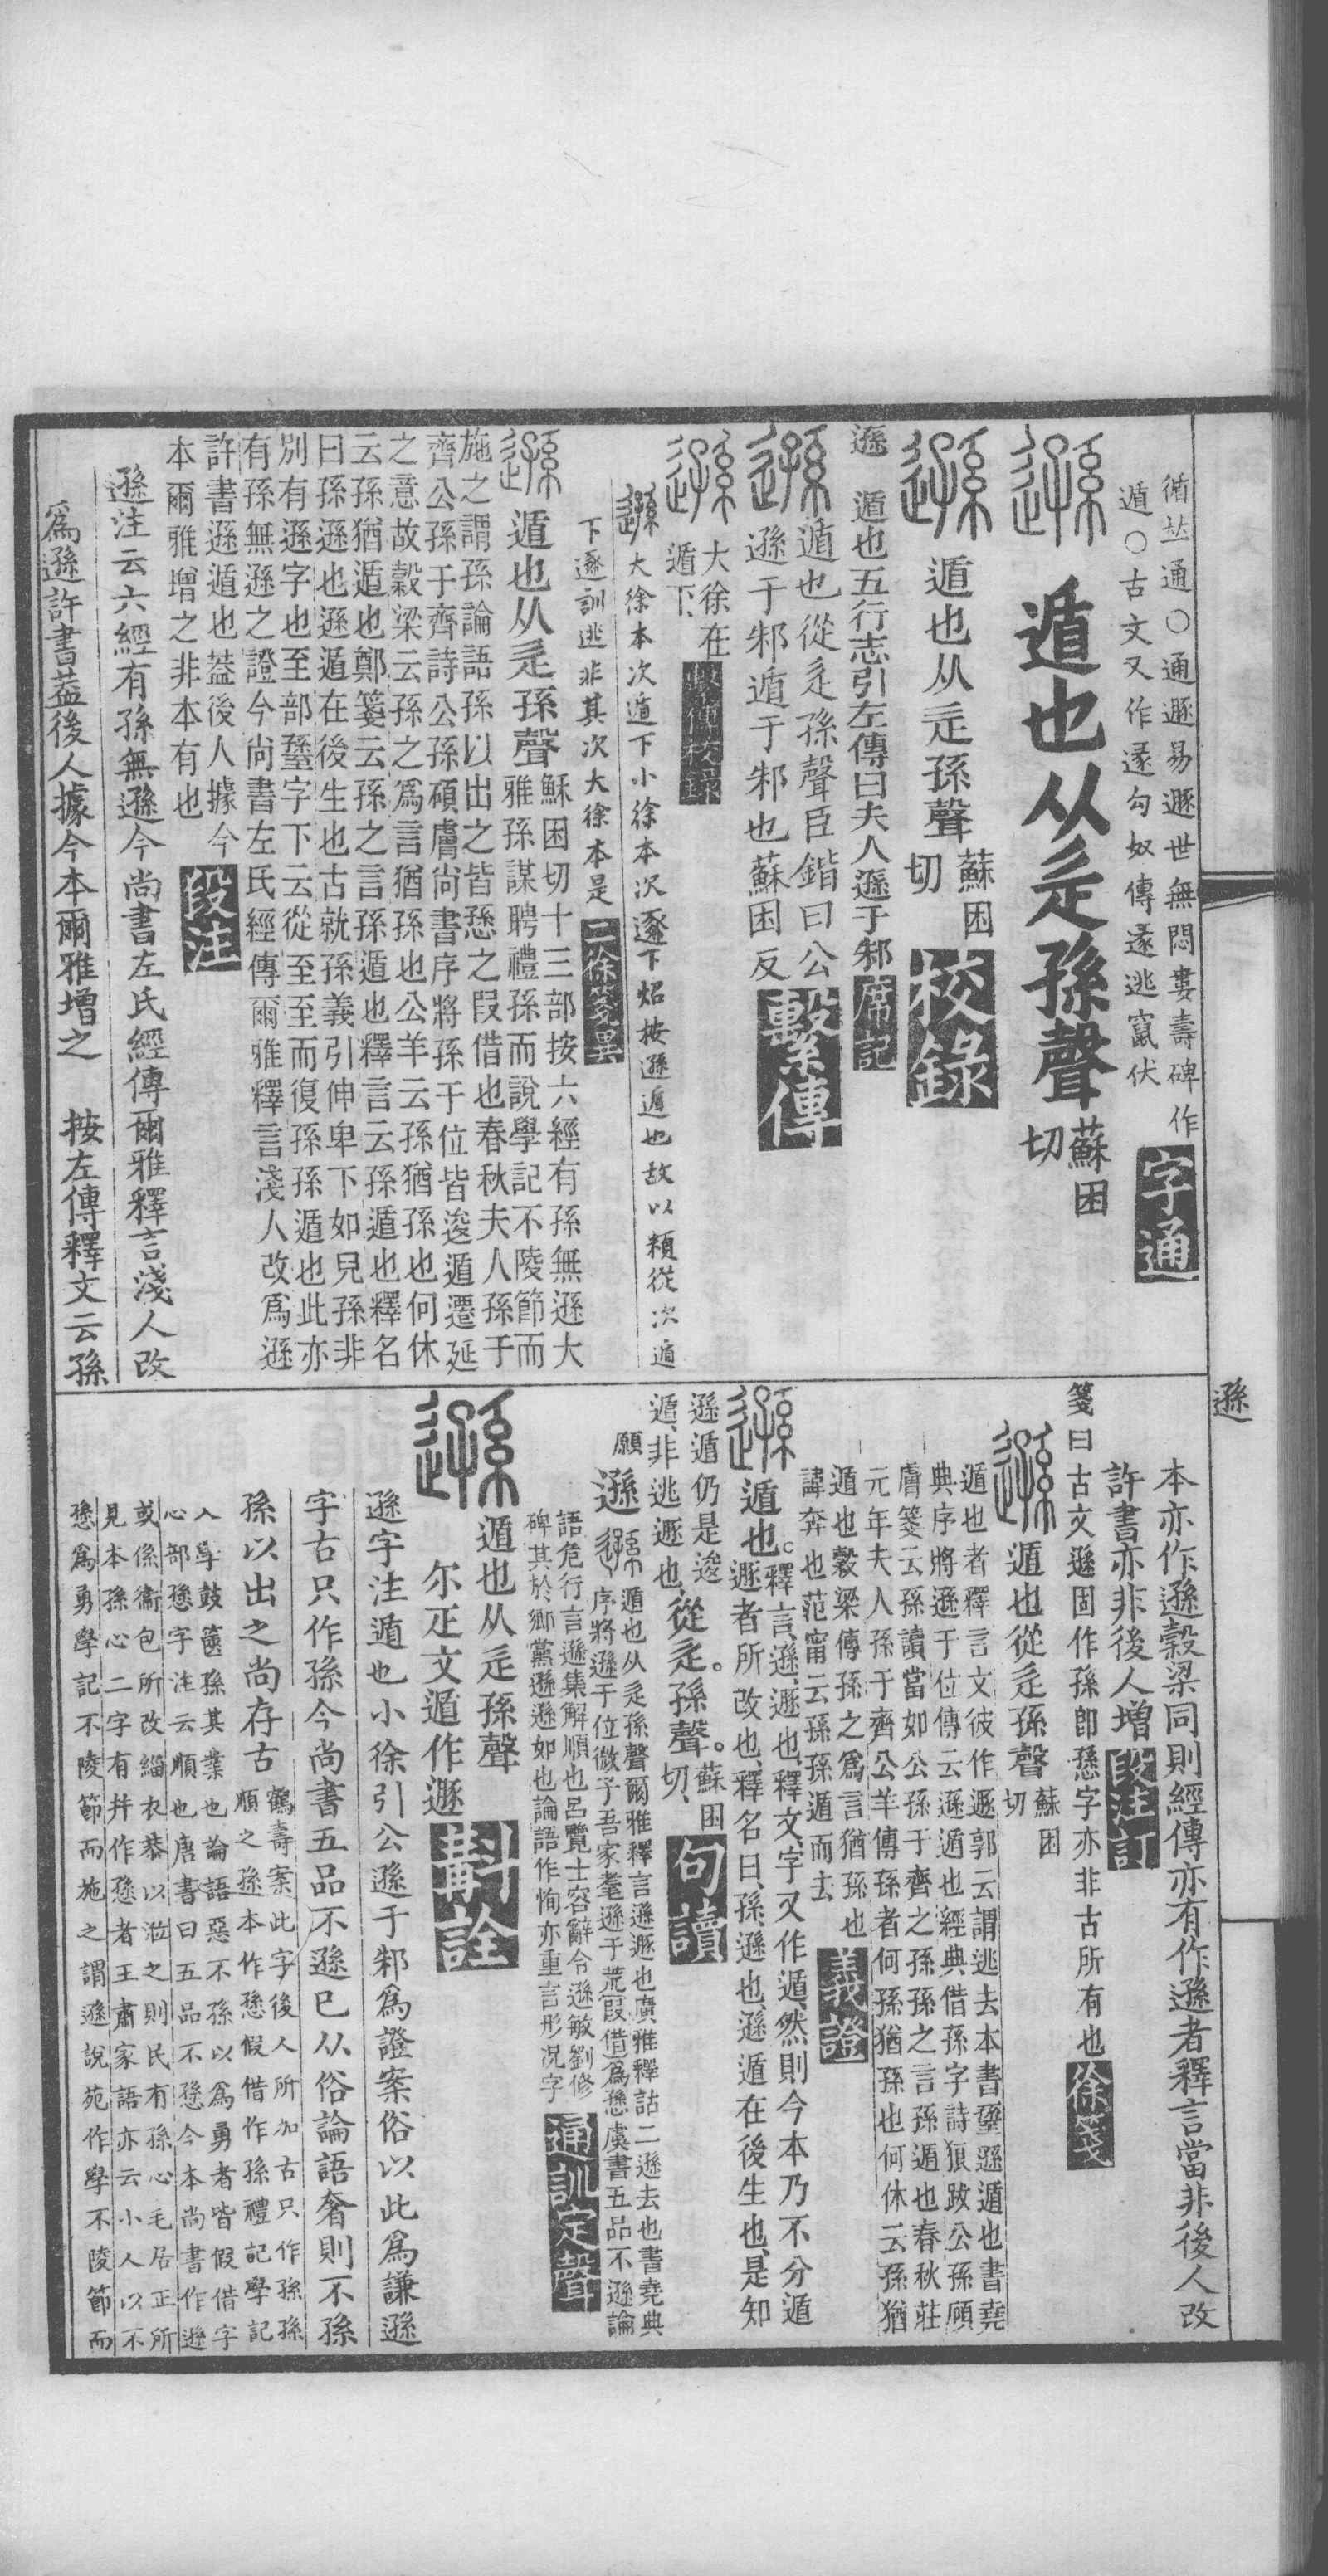 循𠀤通〇通遯易遯世無悶婁壽碑作
遁〇古文又作遂匈奴傳遂逃竄伏
字通
遜 遁也从辵孫聲 蘇困切
遜 遁也从辵孫聲 蘇困切
校錄
遜 遁也五行志引左傳曰夫人遜于邾
席記
遜 遁也從辵孫聲臣鍇曰公
遜于邾遁于邾也蘇困反
繫傳
遜 大徐在
遁下
繫傳校錄
遜 大徐本次遁下小徐本次逐下炤按遜遁也故以類從次遁
下逐訓逃非其次大徐本是
二徐箋異
遜 遁也从辵孫聲
穌困切十三部按六經有孫無遜大
雅孫謀聘禮孫而說學記不陵節而
施之謂孫論語孫以出之皆愻之叚借也春秋夫人孫于
齊公孫于齊詩公孫碩膚尙書序將孫于位皆逡遁遷延
之意故穀梁云孫之爲言猶孫也公羊云孫猶孫也何休
云孫猶遁也鄭箋云孫之言孫遁也釋言云孫遁也釋名
曰孫遜也遜遁在後生也古就孫義引伸卑下如兒孫非
別有遜字也至部𦤳字下云從至至而復孫孫遁也此亦
有孫無遜之證今尙書左氏經傳爾雅釋言淺人改爲遜
許書遜遁也葢後人據今
本爾雅增之非本有也
段注
遜注云六經有孫無遜今尚書左氏經傳爾雅釋言淺人改
爲遜許書葢後人據今本爾雅增之 按左傳釋文云孫
遜
本亦作遜穀梁同則經傳亦有作遜者釋言當非後人改
許書亦非後人增
段注訂
箋曰古文遜固作孫卽愻字亦非古所有也
徐箋
遜 遁也從辵孫聲 蘇困切
遁也者釋言文彼作遯郭云謂逃去本書𦤳遜遁也書堯
典序將遜于位傳云遜遁也經典借孫字詩狼跋公孫碩
膚箋云孫讀當如公孫于齊之孫孫之言孫遁也春秋莊
元年夫人孫于齊公羊傳孫者何孫猶孫也何休云孫猶
遁也穀梁傳孫之爲言猶孫也
諱奔也范甯云孫孫遁而去
義證
遜 遁也。釋言、遜、遯也、釋文、字又作遁、然則今本乃不分遁
遯者所改也、釋名曰、孫、遜也、遜遁在後生也、是知
遜遁仍是逡
遁、非逃遯也、從辵。孫聲。蘇困切、
句讀
願
遜 遜 遁也从辵孫聲爾雅釋言遜遯也廣雅釋詁二遜去也書堯典
序將遜于位微子吾家耄遜于荒叚借爲愻虞書五品不遜論
語危行言遜集解順也呂覽士容辭令遜敏劉修
碑其於鄉黨遜遜如也論語作恂亦重言形況字
通訓定聲
遜 遁也从辵孫聲
尔疋文遁作遯
斠詮
遜字注遁也小徐引公遜于邾爲證案俗以此爲謙遜
字古只作孫今尚書五品不遜已从俗論語奢則不孫
孫以出之尚存古
鶴壽案此字後人所加古只作孫孫
順之孫本作愻假借作孫禮記學記
入學鼓篋孫其業也論語惡不孫以爲勇者皆假借字
心部愻字注云順也唐書曰五品不愻今本尚書作遜
或係衞包所改緇衣恭以涖之則民有孫心毛居正所
見本孫心二字有拌作愻者王肅家語亦云小人以不
愻爲勇學記不陵節而施之謂遜說苑作學不陵節而